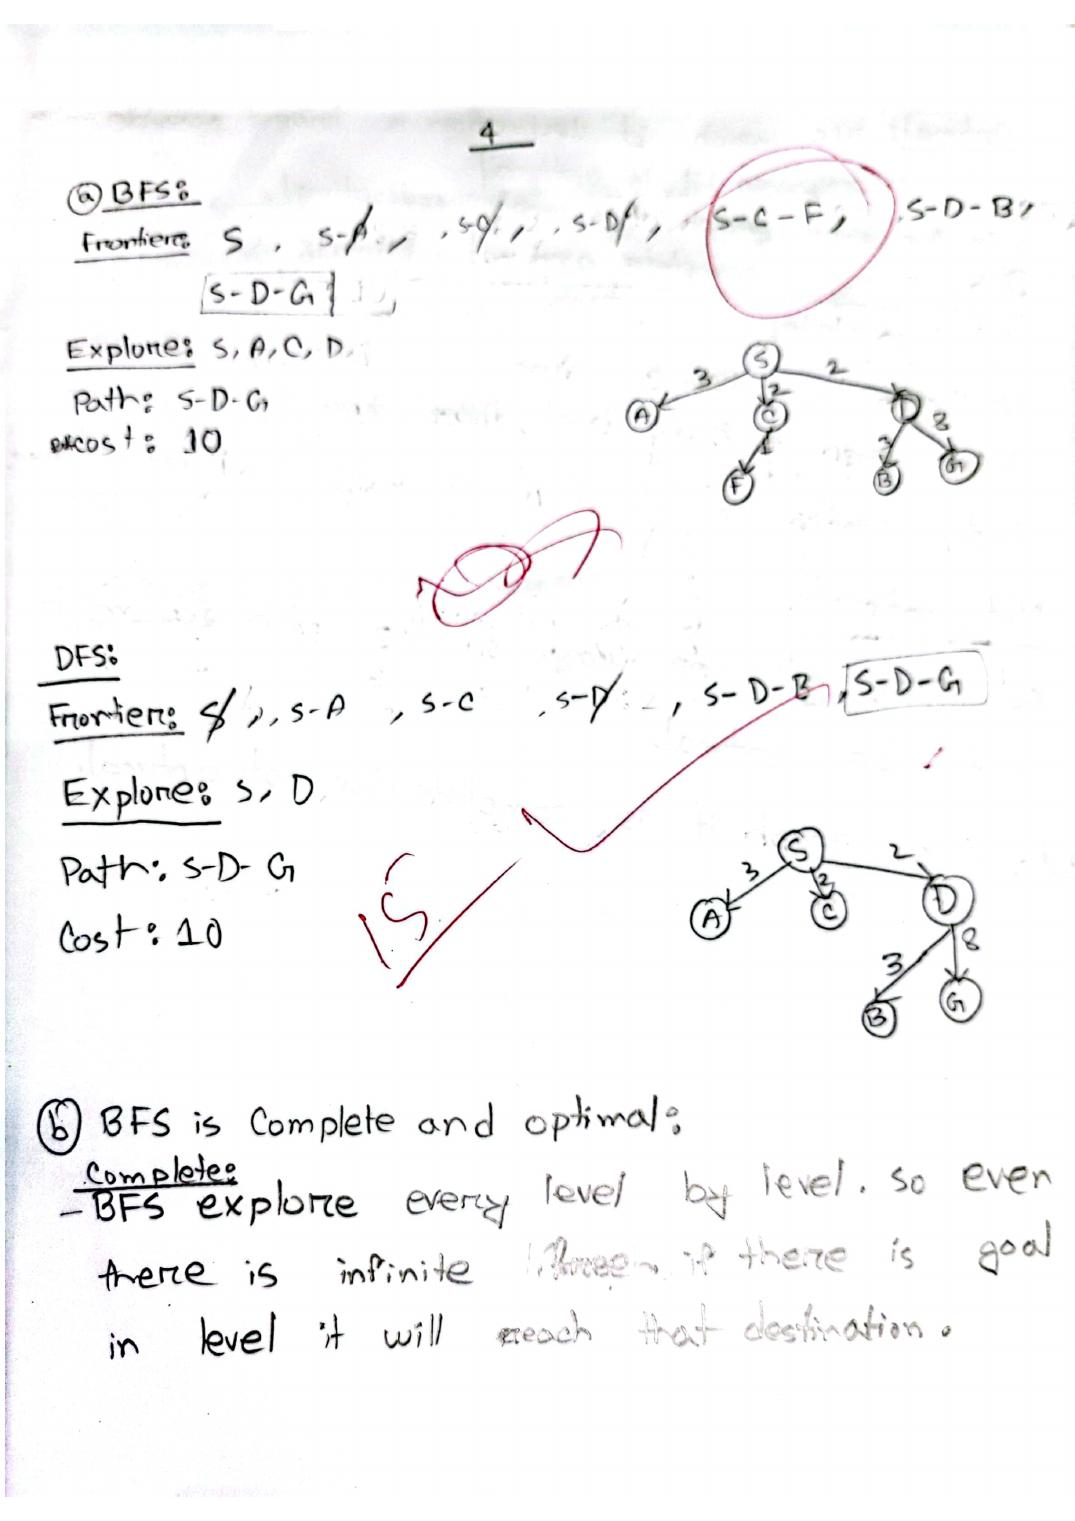 4
ⓐ BFS:
Frontier: S, S-A, S-C, S-D, S-C-F, S-D-B,
S-D-G
Explore: S, A, C, D
Path: S-D-G
cost: 10
S
3 2 2
A C D
1 3 8
F B G
DFS:
Frontier: S, S-A, S-C, S-D, S-D-B, S-D-G
Explore: S, D
Path: S-D-G
Cost: 10
15
S
3 2 2
A C D
3 8
B G
ⓑ BFS is Complete and optimal:
Complete:
- BFS explore every level by level. so even
there is infinite if there is goal
in level it will reach that destination.